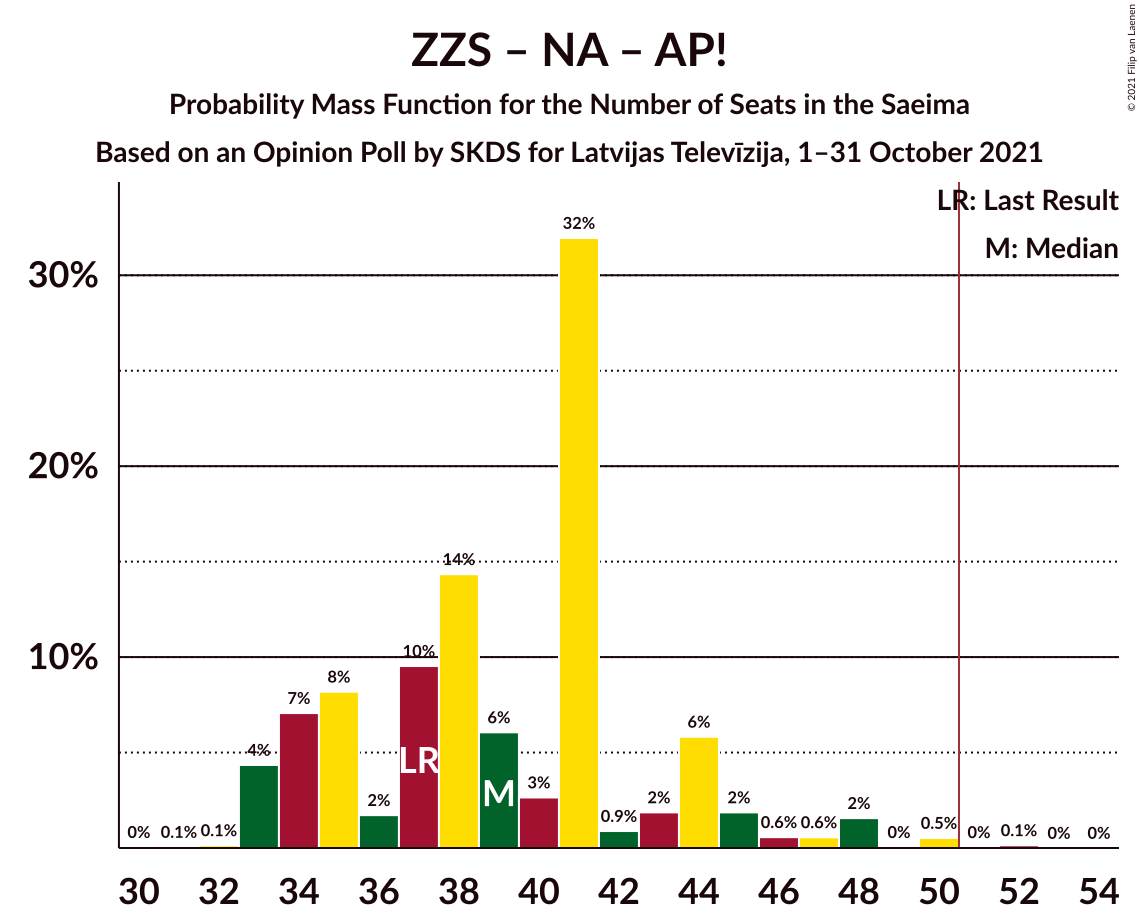 ZZS – NA – AP!
Probability Mass Function for the Number of Seats in the Saeima
Based on an Opinion Poll by SKDS for Latvijas Televīzija, 1–31 October 2021
© 2021 Filip van Laenen
LR: Last Result
M: Median
30%
20%
10%
0% 0.1% 0.1% 4% 7% 8% 2% 10% 14% 6% 3% 32% 0.9% 2% 6% 2% 0.6% 0.6% 2% 0% 0.5% 0% 0.1% 0% 0%
LR
M
30 32 34 36 38 40 42 44 46 48 50 52 54